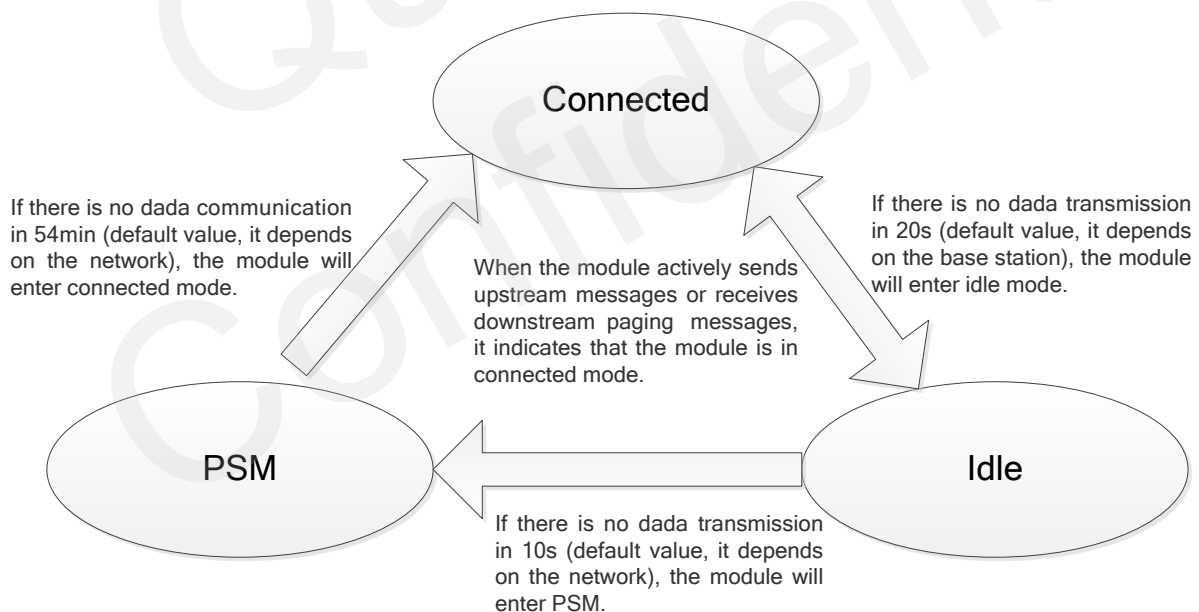 Connected
If there is no dada communication
in 54min (default value, it depends
on the network), the module will
enter connected mode.
When the module actively sends
upstream messages or receives
downstream paging messages,
it indicates that the module is in
connected mode.
If there is no dada transmission
in 20s (default value, it depends
on the base station), the module
will enter idle mode.
PSM
Idle
If there is no dada transmission
in 10s (default value, it depends
on the network), the module will
enter PSM.